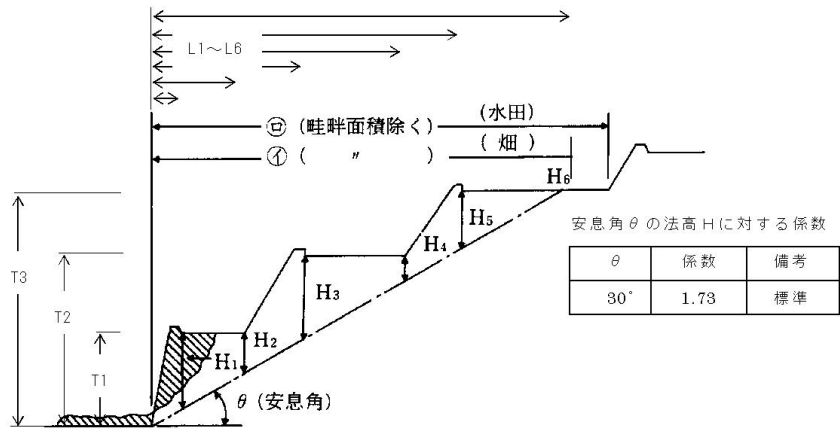 L1～L6
㋺ (畦畔面積除く) (水田)
㋑ ( 〃 ) (畑)
H₆
H₅
H₄
H₃
H₂
H₁
T3
T2
T1
θ (安息角)
安息角θの法高Hに対する係数
θ 係数 備考
30° 1.73 標準